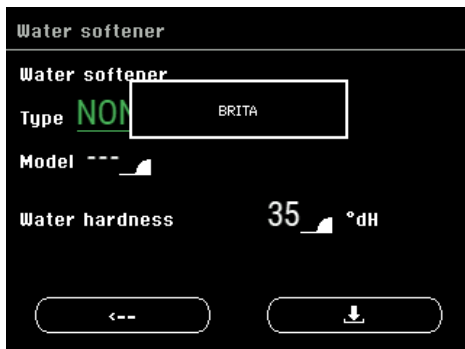 Water softener
Water softener
Type NON
BRITA
Model ---
Water hardness 35 °dH
<--